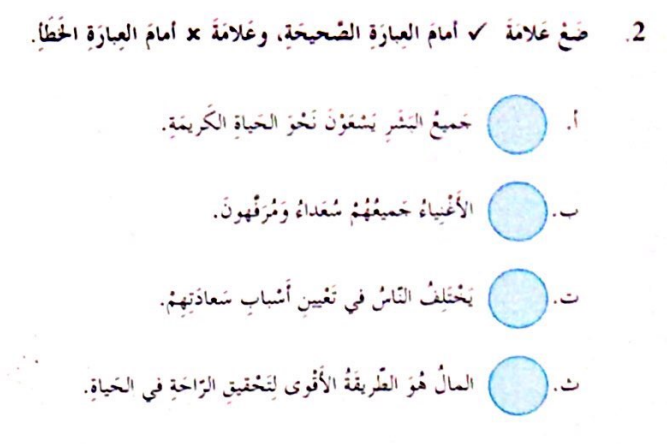 2. ضَعْ عَلامَةَ ✓ أمامَ العِبارَةِ الصَّحيحَةِ، وعَلامَةَ × أمامَ العِبارَةِ الخَطَأِ.
أ. جَميعُ البَشَرِ يَسْعَوْنَ نَحْوَ الحَياةِ الكَريمَةِ.
ب. الأَغْنِياءُ جَميعُهُمْ سُعَداءُ وَمُرَفَّهونَ.
ت. يَخْتَلِفُ النّاسُ في تَعْيينِ أَسْبابِ سَعادَتِهِمْ.
ث. المالُ هُوَ الطَّريقَةُ الأَقْوى لِتَحْقيقِ الرّاحَةِ في الحَياةِ.